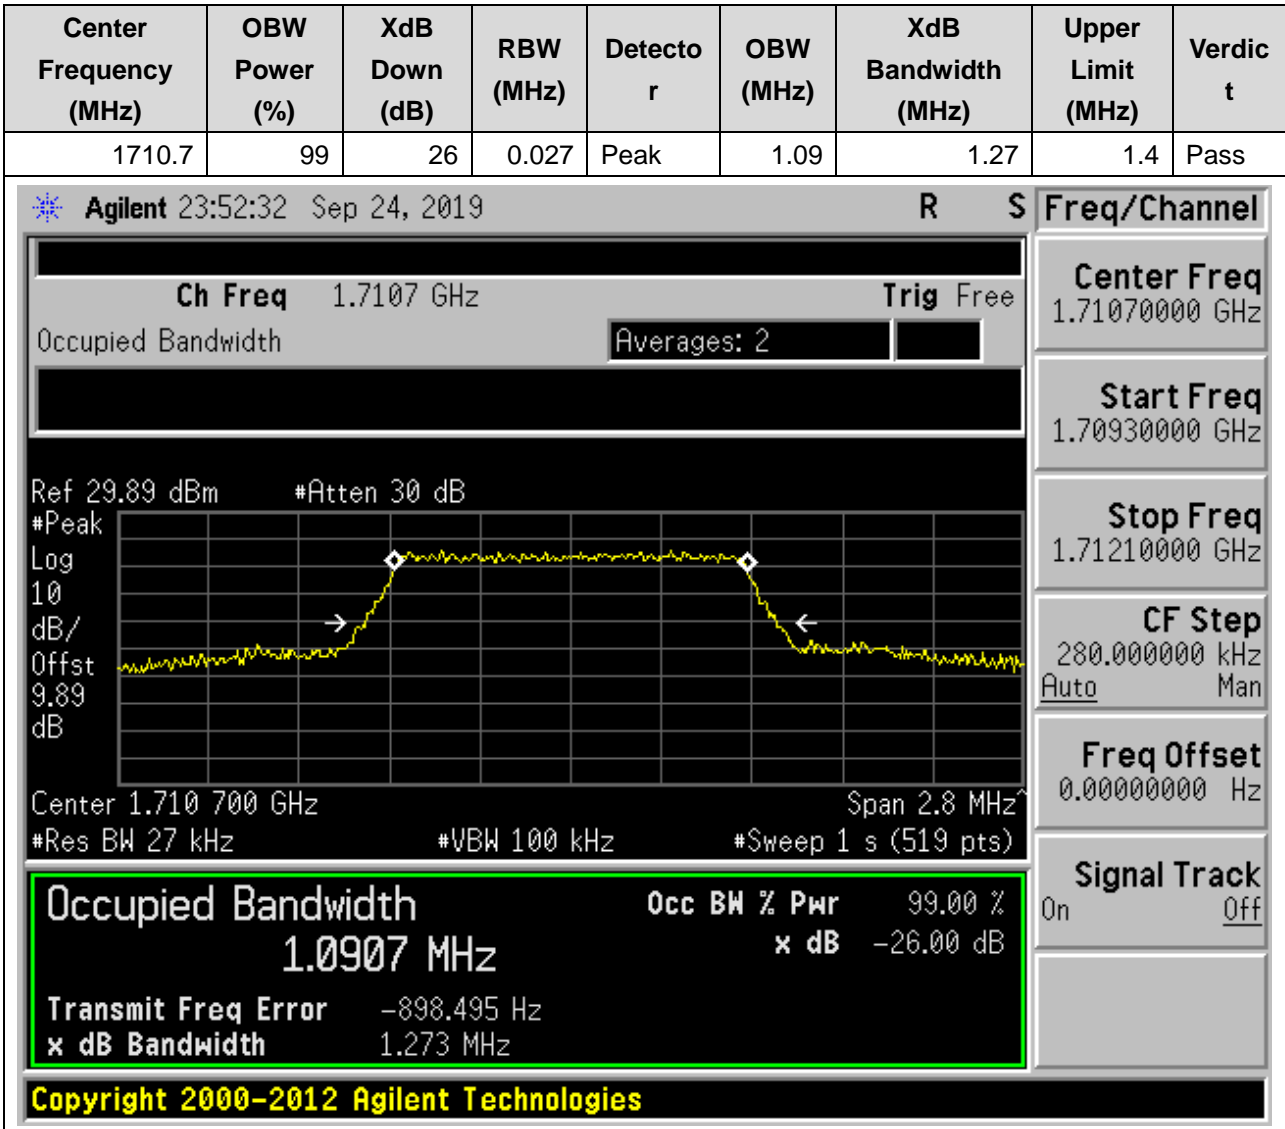 Center Frequency (MHz) OBW Power (%) XdB Down (dB) RBW (MHz) Detecto r OBW (MHz) XdB Bandwidth (MHz) Upper Limit (MHz) Verdic t
1710.7 99 26 0.027 Peak 1.09 1.27 1.4 Pass
Agilent 23:52:32 Sep 24, 2019 R S
Ch Freq 1.7107 GHz Trig Free
Occupied Bandwidth Averages: 2
Ref 29.89 dBm #Atten 30 dB
#Peak
Log
10
dB/
Offst
9.89
dB
Center 1.710 700 GHz Span 2.8 MHz^
#Res BW 27 kHz #VBW 100 kHz #Sweep 1 s (519 pts)
Occupied Bandwidth Occ BW % Pwr 99.00 %
1.0907 MHz x dB -26.00 dB
Transmit Freq Error -898.495 Hz
x dB Bandwidth 1.273 MHz
Copyright 2000-2012 Agilent Technologies
Freq/Channel
Center Freq
1.71070000 GHz
Start Freq
1.70930000 GHz
Stop Freq
1.71210000 GHz
CF Step
280.000000 kHz
Auto Man
Freq Offset
0.00000000 Hz
Signal Track
On Off